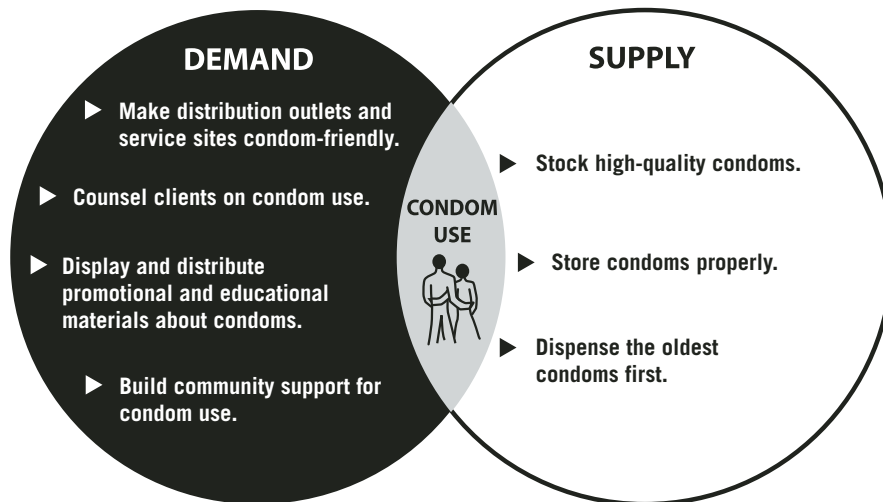 DEMAND
Make distribution outlets and
service sites condom-friendly.
Counsel clients on condom use.
Display and distribute
promotional and educational
materials about condoms.
Build community support for
condom use.
CONDOM
USE
SUPPLY
Stock high-quality condoms.
Store condoms properly.
Dispense the oldest
condoms first.